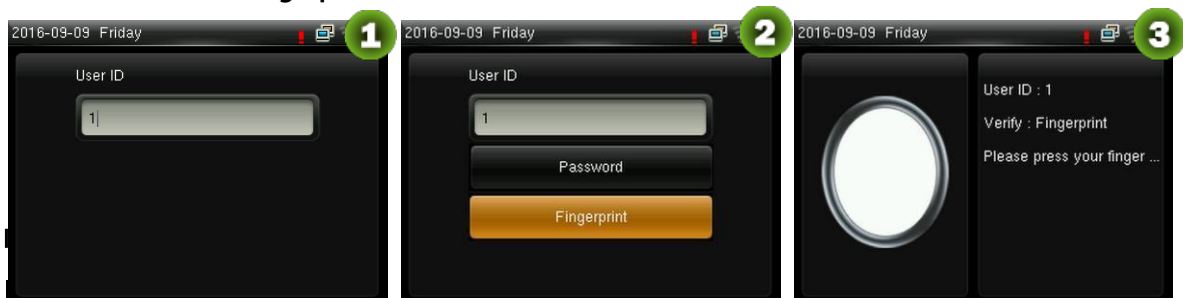 2016-09-09 Friday
1
User ID
1
2016-09-09 Friday
2
User ID
1
Password
Fingerprint
2016-09-09 Friday
3
User ID : 1
Verify : Fingerprint
Please press your finger ...